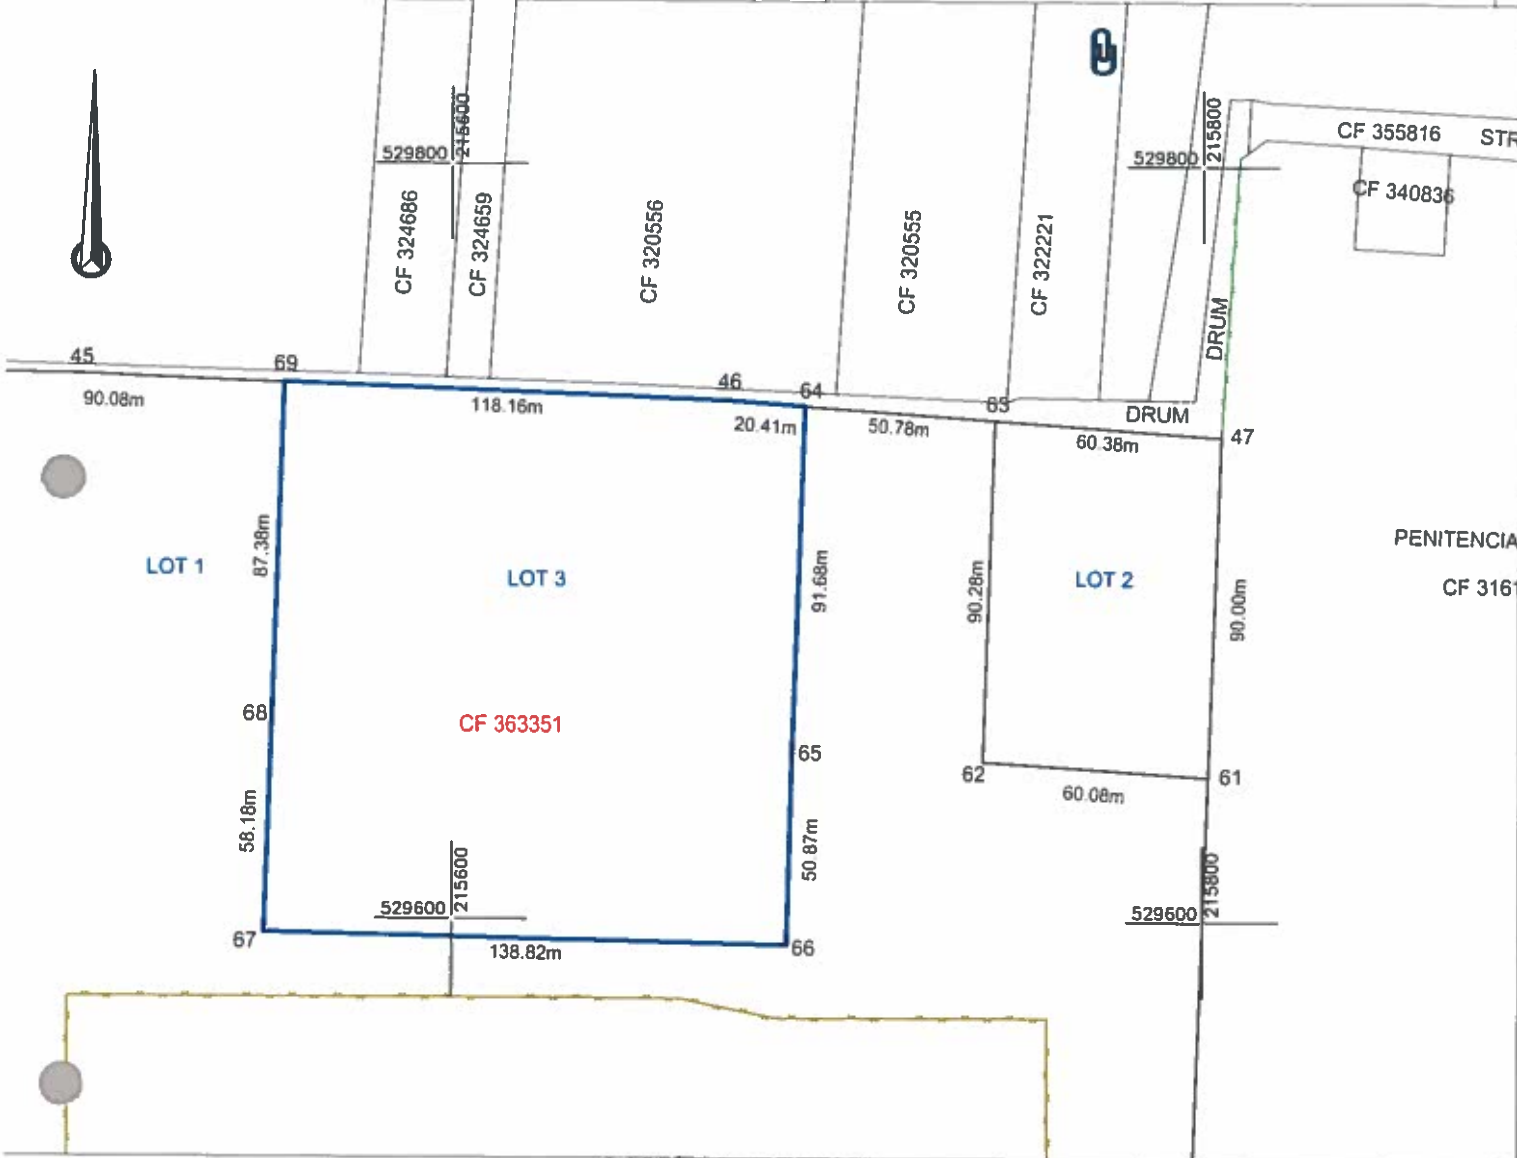 215600
529800
CF 324686
CF 324659
CF 320556
CF 320555
CF 322221
215800
529800
CF 355816
STR
CF 340836
DRUM
45
69
46
64
63
DRUM
47
90.08m
118.16m
20.41m
50.78m
60.38m
87.38m
LOT 1
LOT 3
91.68m
90.28m
LOT 2
90.00m
PENITENCIA
CF 3161
68
CF 363351
65
62
61
60.08m
58.18m
50.87m
215600
529600
215800
529600
67
138.82m
66